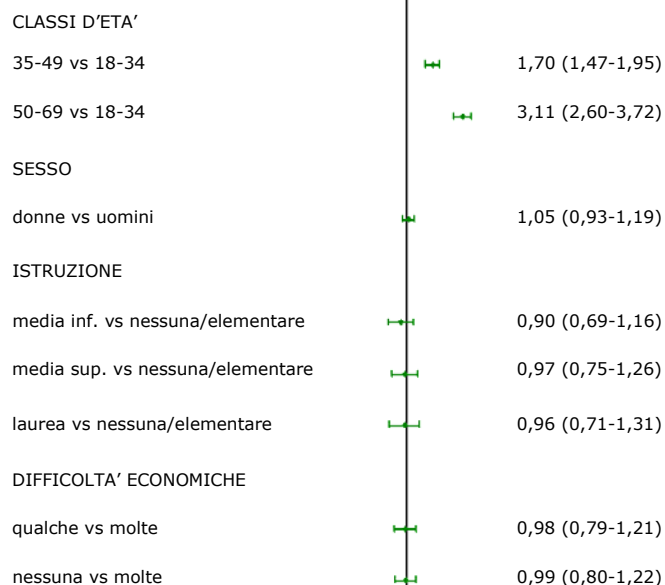 CLASSI D’ETA’
35-49 vs 18-34 1,70 (1,47-1,95)
50-69 vs 18-34 3,11 (2,60-3,72)
SESSO
donne vs uomini 1,05 (0,93-1,19)
ISTRUZIONE
media inf. vs nessuna/elementare 0,90 (0,69-1,16)
media sup. vs nessuna/elementare 0,97 (0,75-1,26)
laurea vs nessuna/elementare 0,96 (0,71-1,31)
DIFFICOLTA’ ECONOMICHE
qualche vs molte 0,98 (0,79-1,21)
nessuna vs molte 0,99 (0,80-1,22)